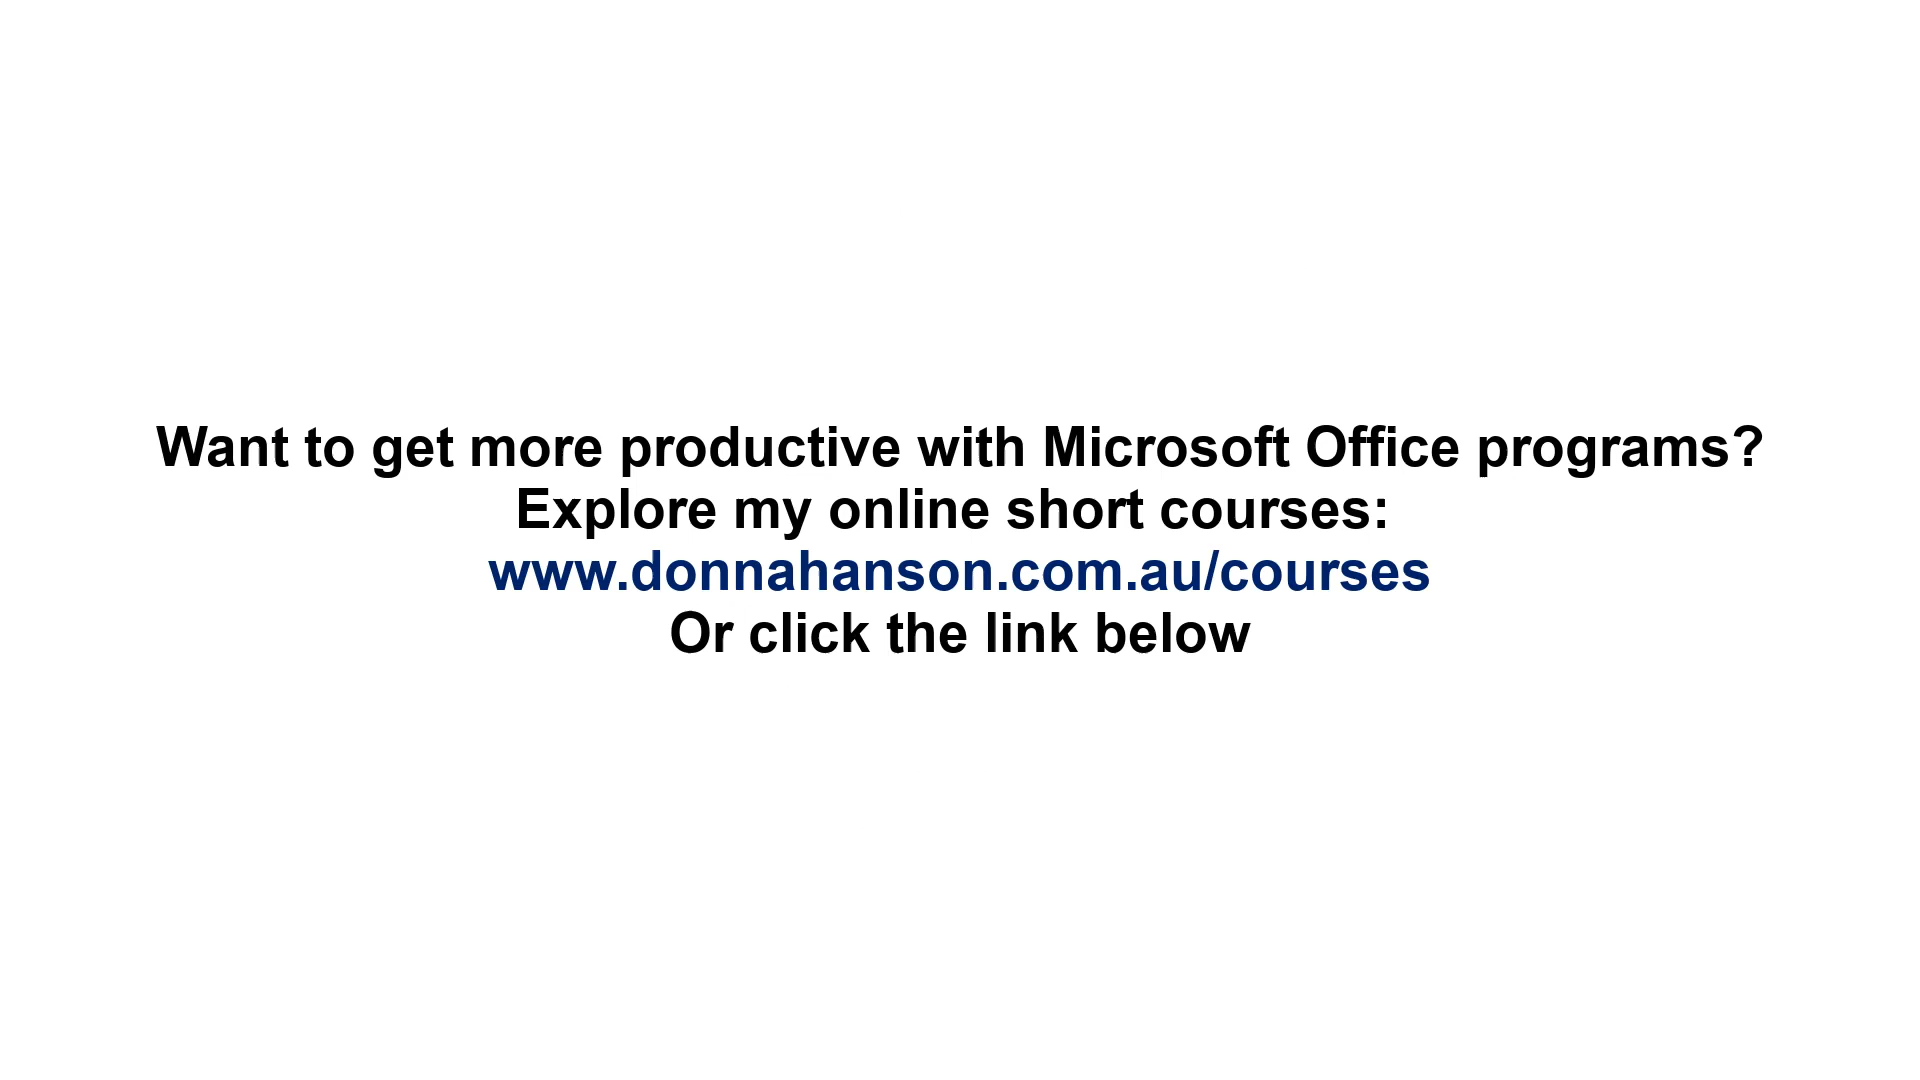 Want to get more productive with Microsoft Office programs?
Explore my online short courses:
www.donnahanson.com.au/courses
Or click the link below